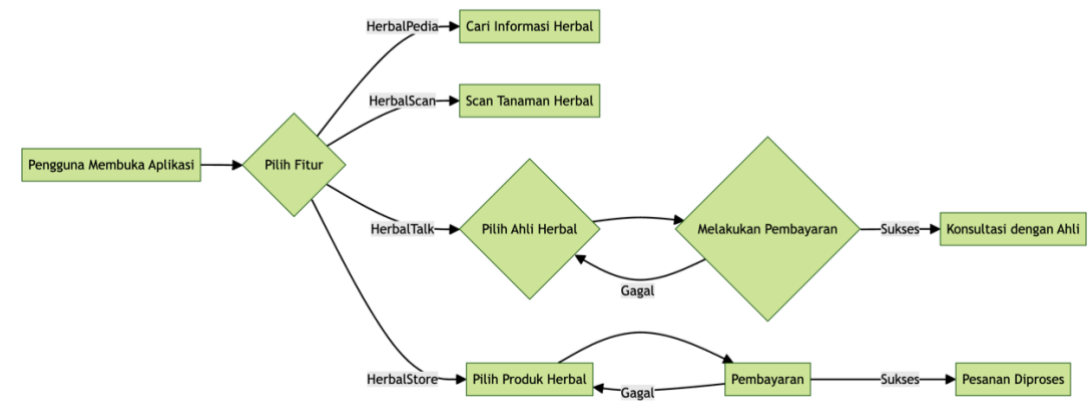 HerbalPedia
Cari Informasi Herbal
HerbalScan
Scan Tanaman Herbal
Pengguna Membuka Aplikasi
Pilih Fitur
HerbalTalk
Pilih Ahli Herbal
Melakukan Pembayaran
Sukses
Konsultasi dengan Ahli
Gagal
HerbalStore
Pilih Produk Herbal
Gagal
Pembayaran
Sukses
Pesanan Diproses